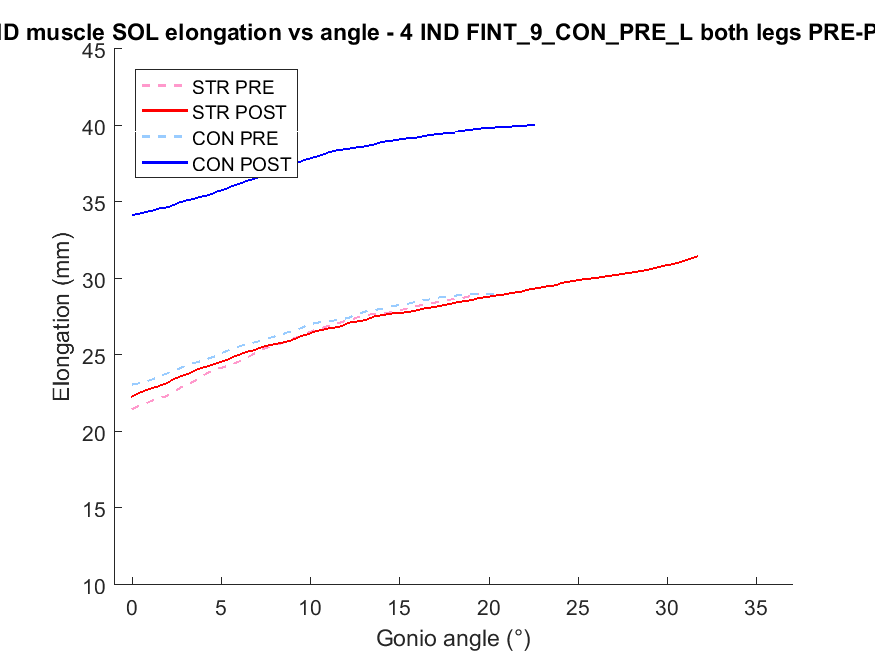 ND muscle SOL elongation vs angle - 4 IND FINT_9_CON_PRE_L both legs PRE-P
STR PRE
STR POST
CON PRE
CON POST
45
40
35
30
25
20
15
10
Elongation (mm)
0 5 10 15 20 25 30 35
Gonio angle (°)